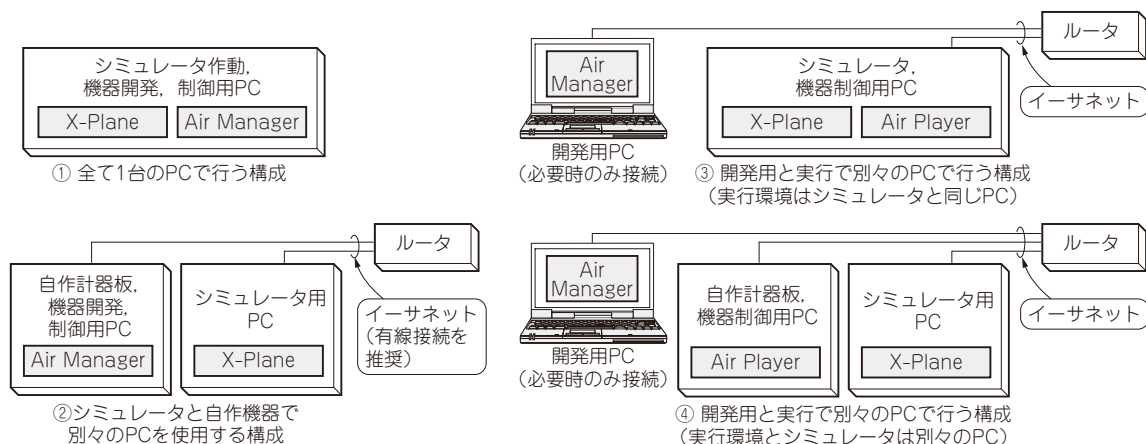 シミュレータ作動,
機器開発, 制御用PC
X-Plane
Air Manager
① 全て1台のPCで行う構成
ルータ
自作計器板,
機器開発,
制御用PC
Air Manager
シミュレータ用
PC
X-Plane
イーサネット
(有線接続を
推奨)
②シミュレータと自作機器で
別々のPCを使用する構成
ルータ
Air
Manager
シミュレータ,
機器制御用PC
X-Plane
Air Player
イーサネット
開発用PC
(必要時のみ接続)
③ 開発用と実行で別々のPCで行う構成
(実行環境はシミュレータと同じPC)
ルータ
Air
Manager
自作計器板,
機器制御用PC
Air Player
シミュレータ用
PC
X-Plane
イーサネット
開発用PC
(必要時のみ接続)
④ 開発用と実行で別々のPCで行う構成
(実行環境とシミュレータは別々のPC)